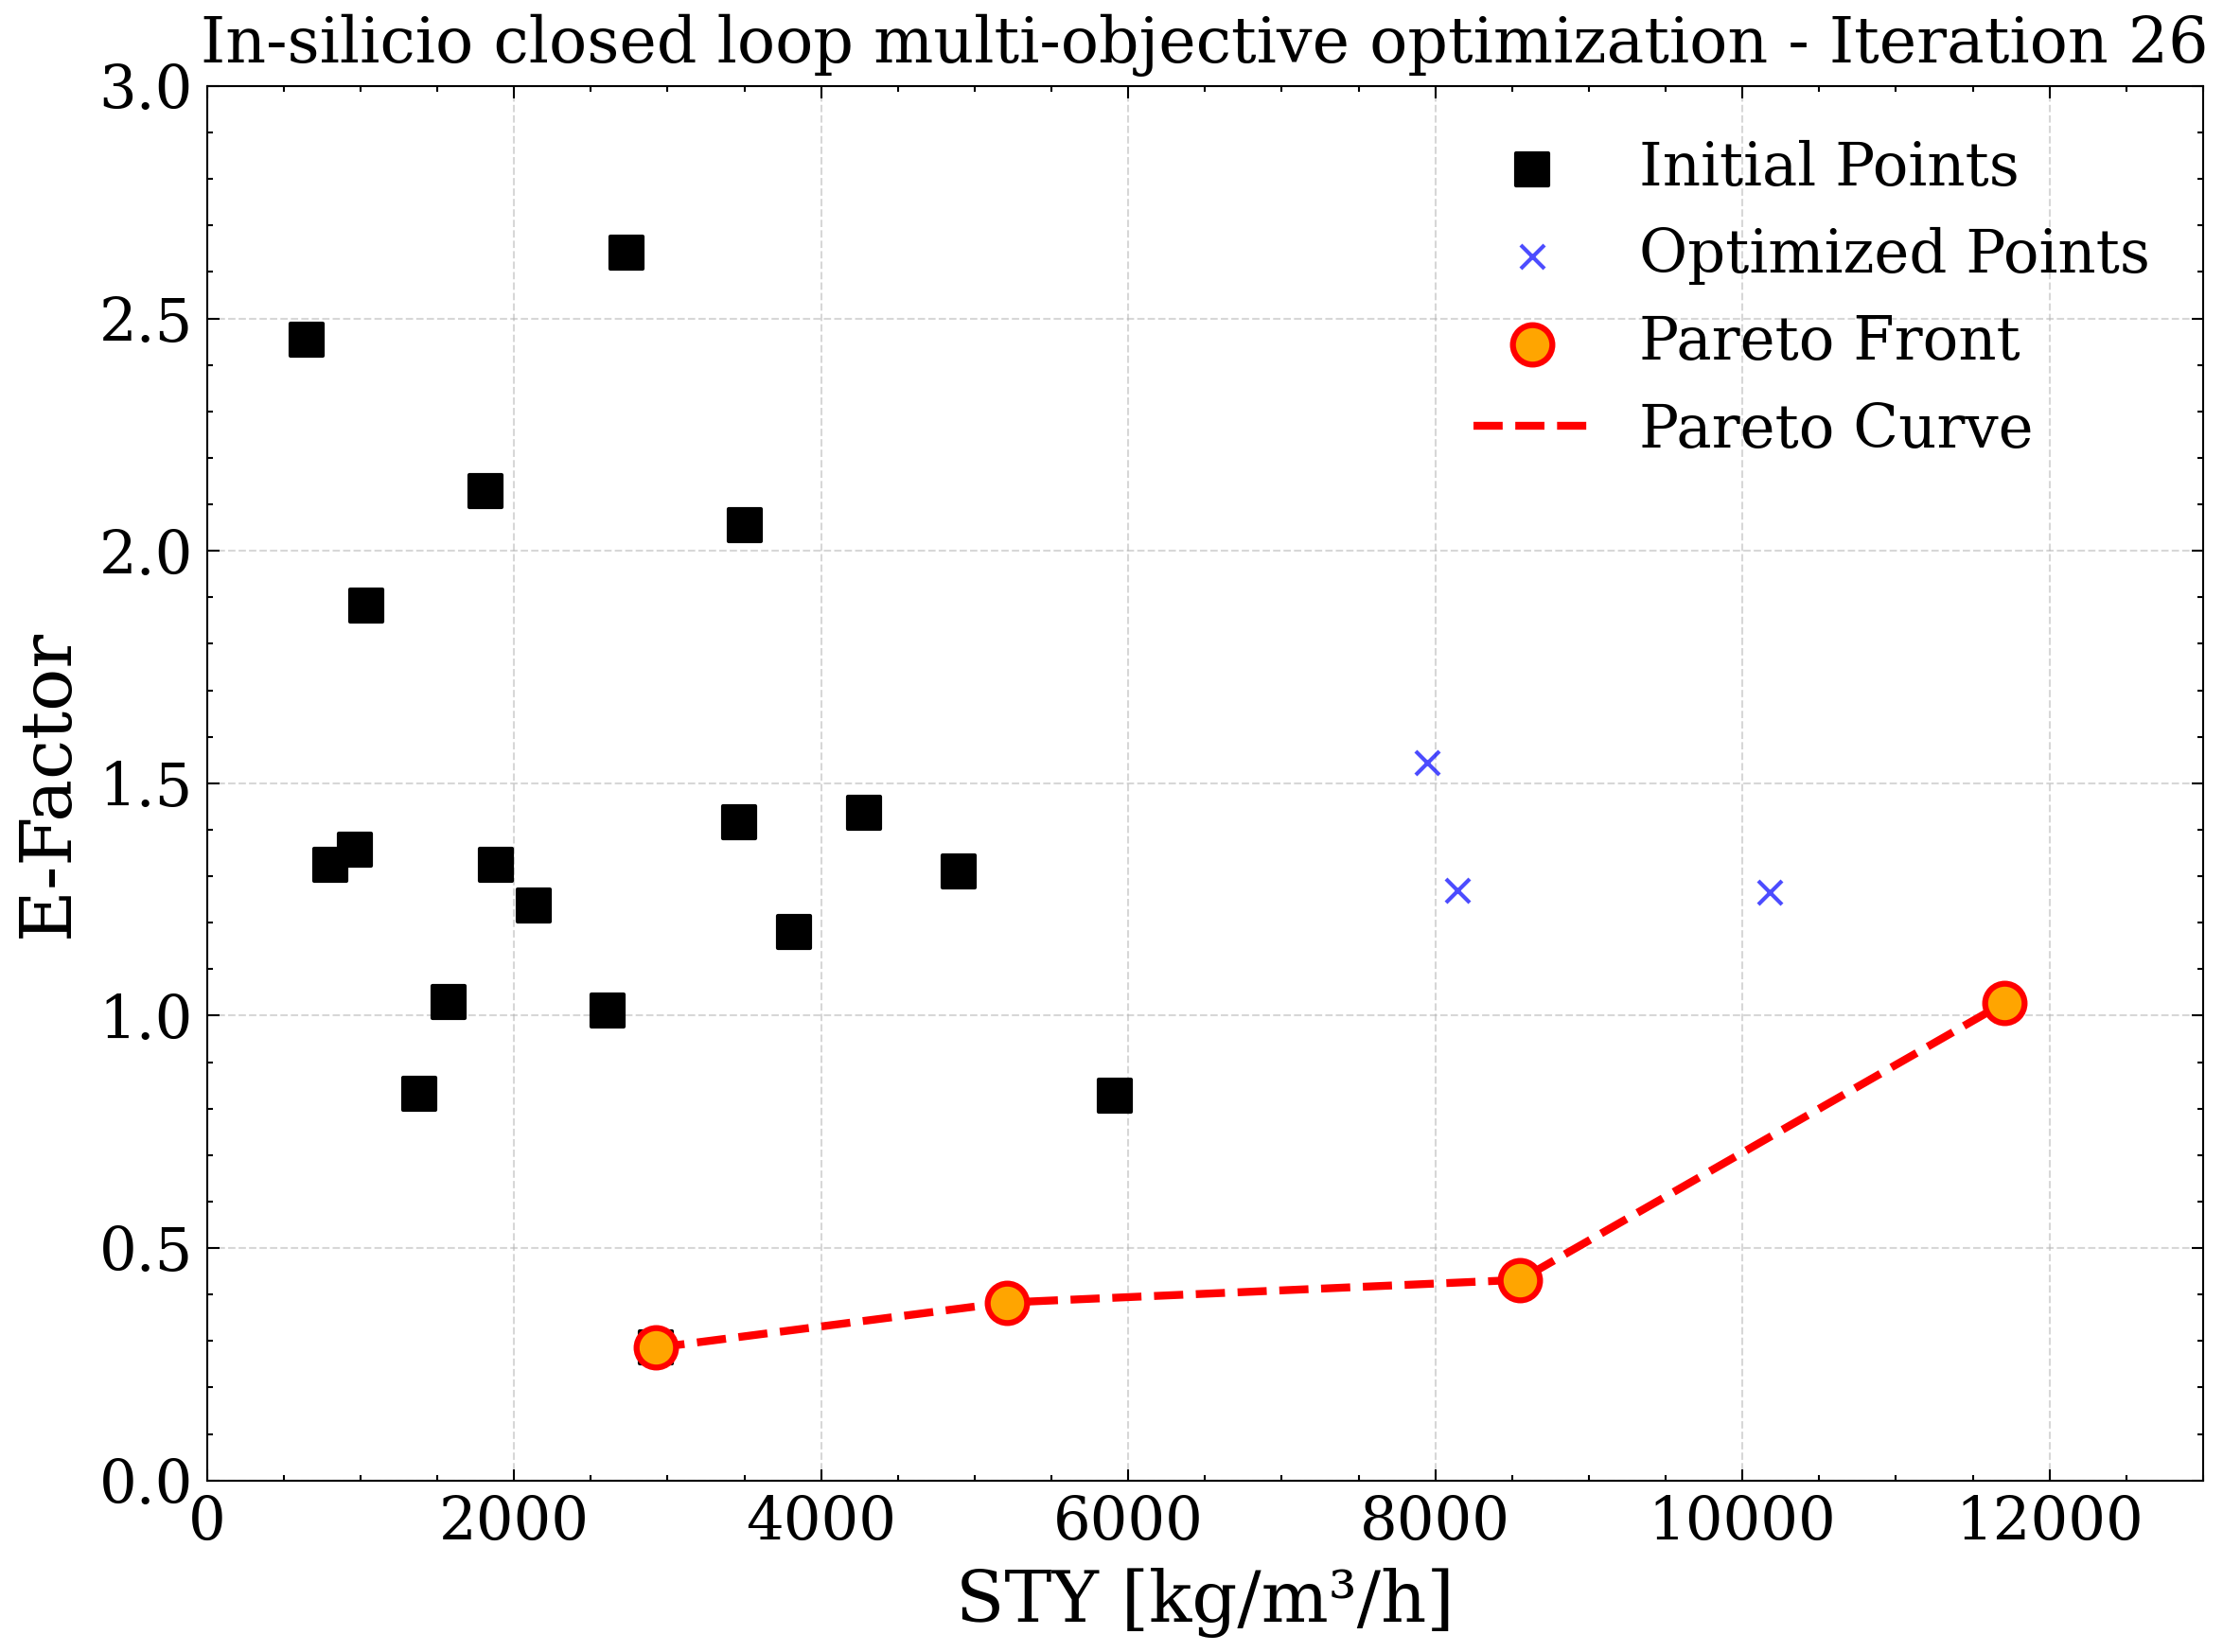 In-silicio closed loop multi-objective optimization - Iteration 26
3.0
2.5
2.0
1.5
1.0
0.5
0.0
E-Factor
Initial Points
Optimized Points
Pareto Front
Pareto Curve
0 2000 4000 6000 8000 10000 12000
STY [kg/m³/h]